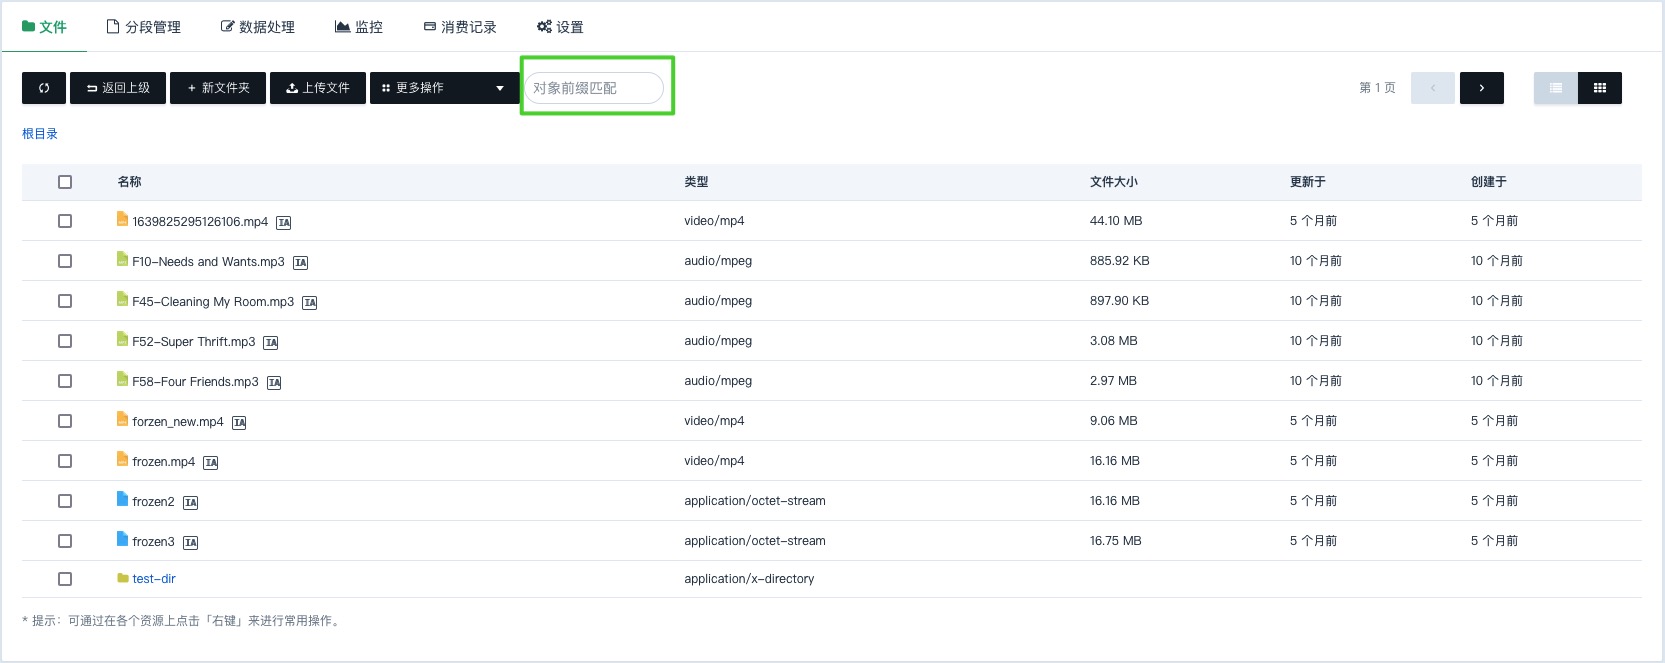 文件 分段管理 数据处理 监控 消费记录 设置
返回上级 + 新文件夹 上传文件 更多操作 对象前缀匹配 第 1 页
根目录
名称 类型 文件大小 更新于 创建于
1639825295126106.mp4 IA video/mp4 44.10 MB 5 个月前 5 个月前
F10-Needs and Wants.mp3 IA audio/mpeg 885.92 KB 10 个月前 10 个月前
F45-Cleaning My Room.mp3 IA audio/mpeg 897.90 KB 10 个月前 10 个月前
F52-Super Thrift.mp3 IA audio/mpeg 3.08 MB 10 个月前 10 个月前
F58-Four Friends.mp3 IA audio/mpeg 2.97 MB 10 个月前 10 个月前
forzen_new.mp4 IA video/mp4 9.06 MB 5 个月前 5 个月前
frozen.mp4 IA video/mp4 16.16 MB 5 个月前 5 个月前
frozen2 IA application/octet-stream 16.16 MB 5 个月前 5 个月前
frozen3 IA application/octet-stream 16.75 MB 5 个月前 5 个月前
test-dir application/x-directory
* 提示：可通过在各个资源上点击「右键」来进行常用操作。